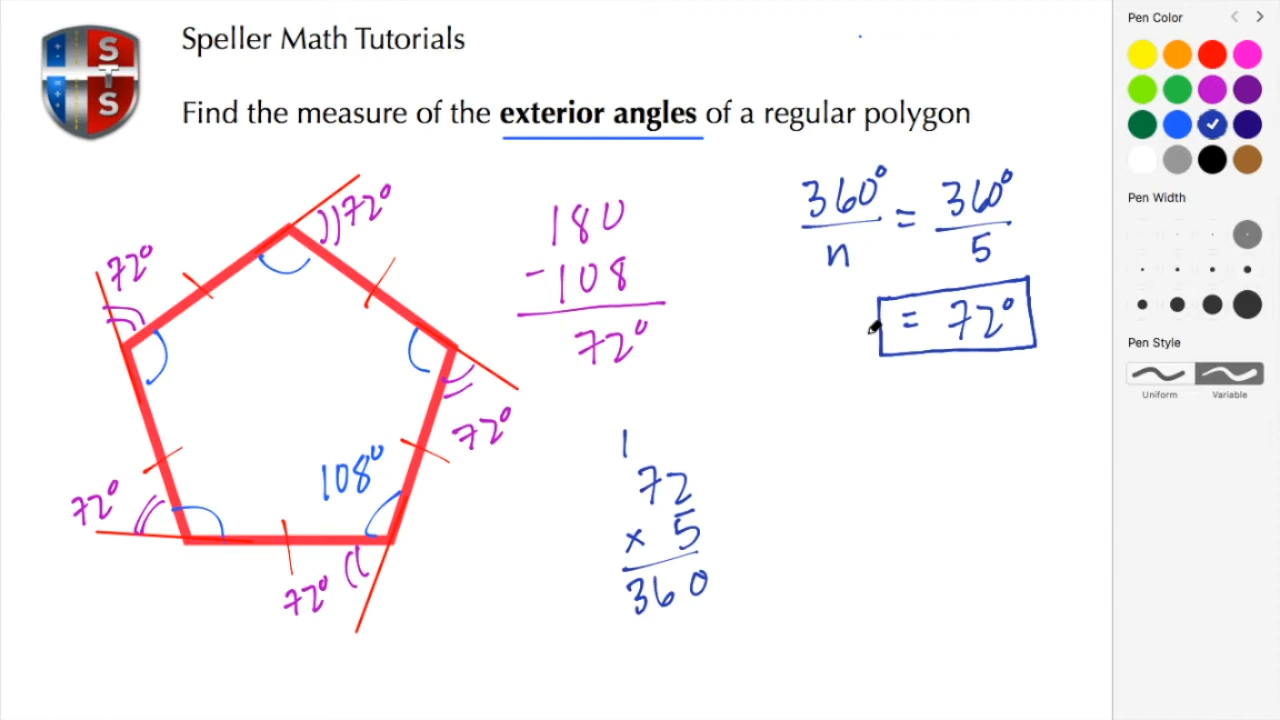 Speller Math Tutorials
STS
Find the measure of the exterior angles of a regular polygon
72°
72°
72°
72°
72°
108°
180
-108
72°
1
72
x 5
360
360°/n = 360°/5
= 72°
Pen Color
Pen Width
Pen Style
Uniform
Variable